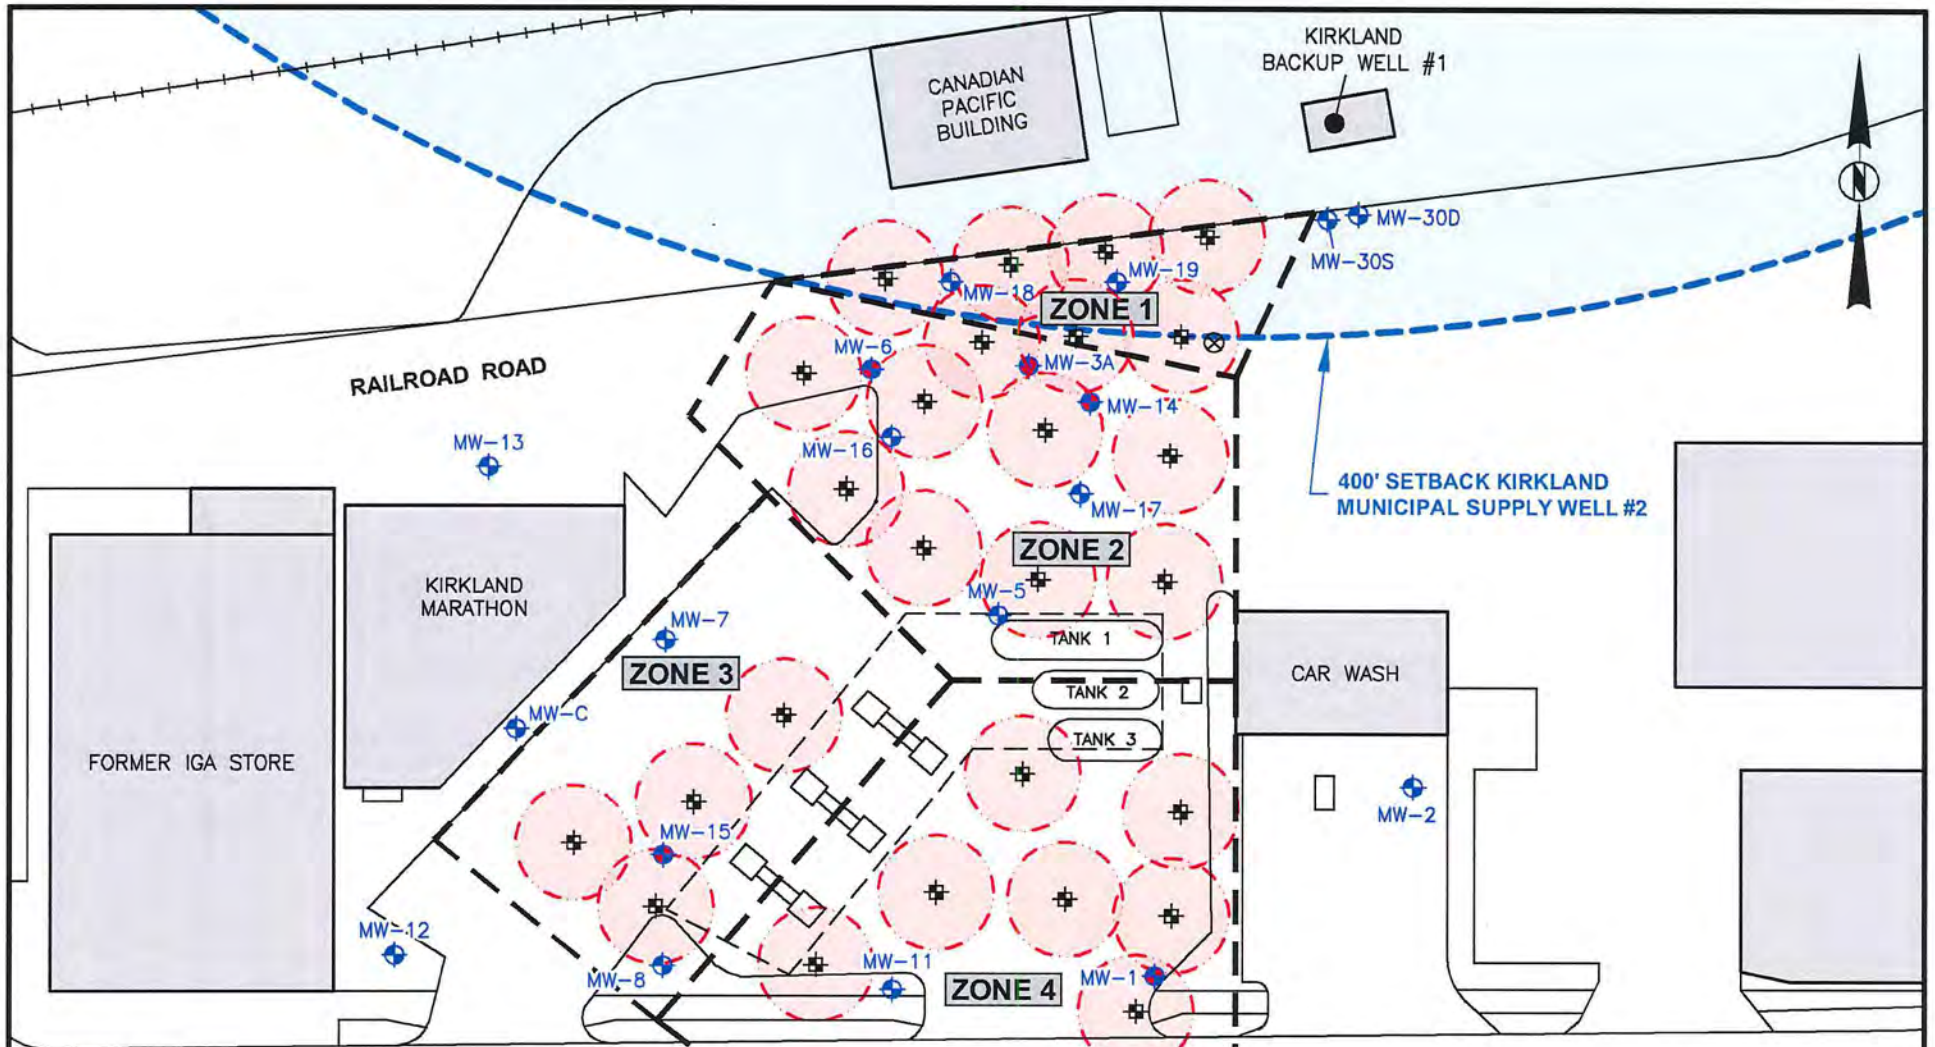 KIRKLAND
BACKUP WELL #1
CANADIAN
PACIFIC
BUILDING
N
MW-30D
MW-30S
MW-19
MW-18
ZONE 1
MW-6
MW-3A
RAILROAD ROAD
MW-14
MW-13
MW-16
400' SETBACK KIRKLAND
MUNICIPAL SUPPLY WELL #2
MW-17
ZONE 2
KIRKLAND
MARATHON
MW-5
MW-7
TANK 1
ZONE 3
CAR WASH
TANK 2
MW-C
TANK 3
FORMER IGA STORE
MW-2
MW-15
MW-12
MW-8
MW-11
ZONE 4
MW-1